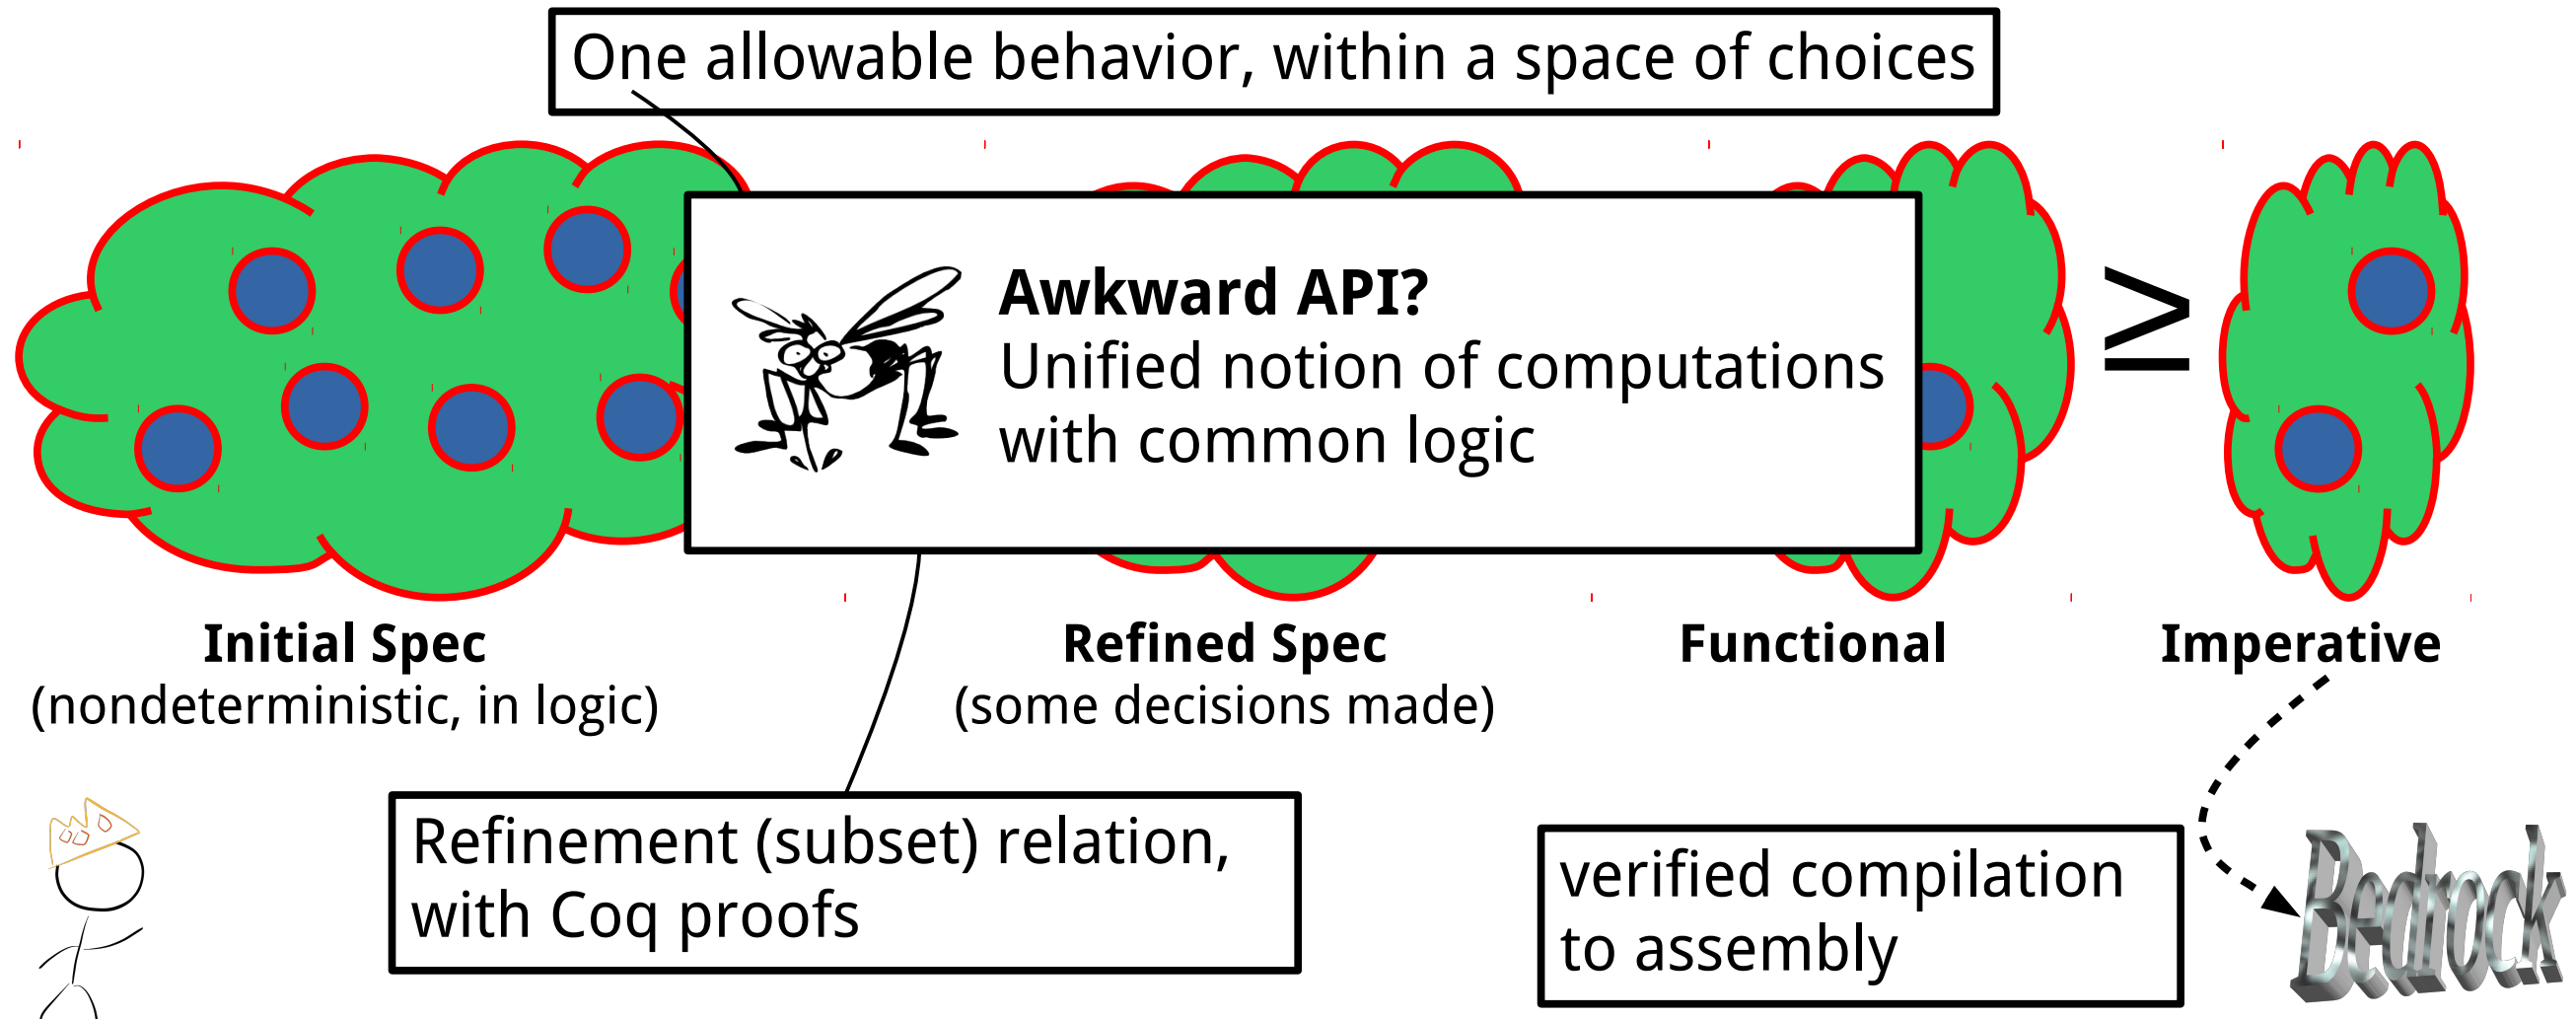 One allowable behavior, within a space of choices
Awkward API?
Unified notion of computations
with common logic
≥
Initial Spec
(nondeterministic, in logic)
Refined Spec
(some decisions made)
Functional
Imperative
Refinement (subset) relation,
with Coq proofs
verified compilation
to assembly
Bedrock